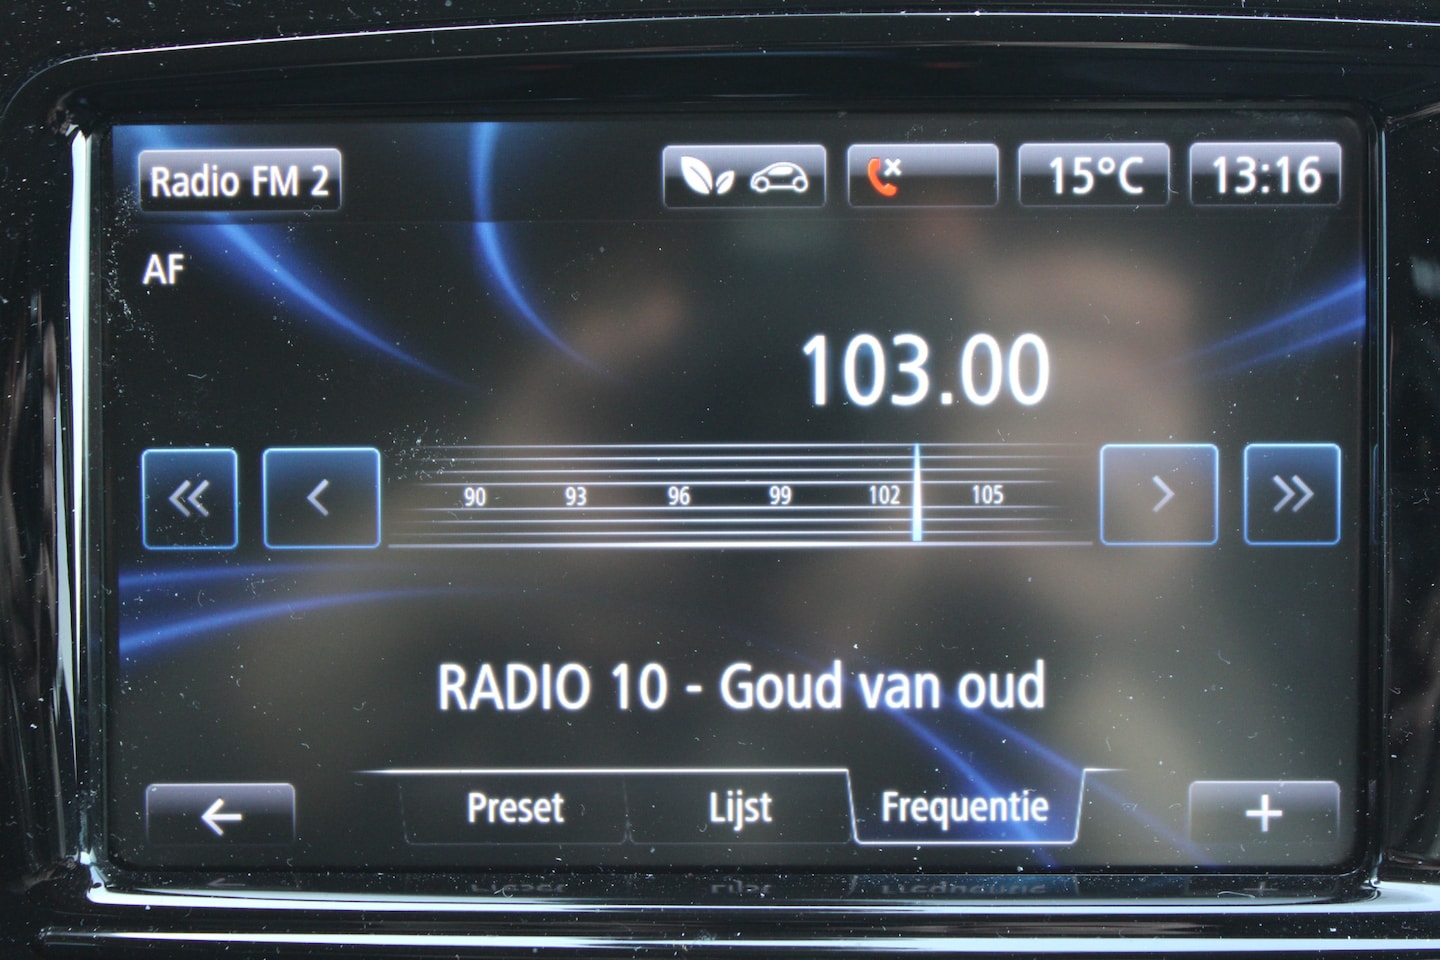 Radio FM 2
15°C
13:16
AF
103.00
90 93 96 99 102 105
RADIO 10 - Goud van oud
Preset Lijst Frequentie